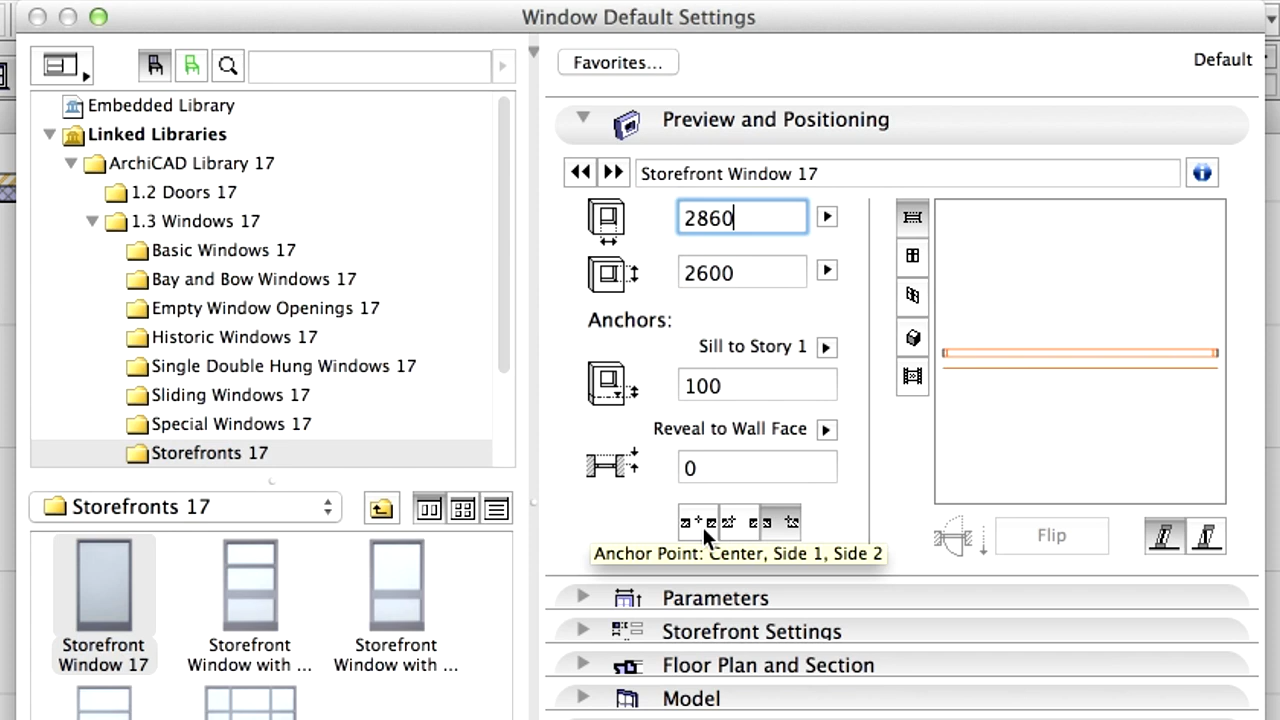 Window Default Settings
Embedded Library
Linked Libraries
ArchiCAD Library 17
1.2 Doors 17
1.3 Windows 17
Basic Windows 17
Bay and Bow Windows 17
Empty Window Openings 17
Historic Windows 17
Single Double Hung Windows 17
Sliding Windows 17
Special Windows 17
Storefronts 17
Storefronts 17
Storefront
Window 17
Storefront
Window with ...
Storefront
Window with ...
Favorites...
Default
Preview and Positioning
Storefront Window 17
2860
2600
Anchors:
Sill to Story 1
100
Reveal to Wall Face
0
Flip
Anchor Point: Center, Side 1, Side 2
Parameters
Storefront Settings
Floor Plan and Section
Model